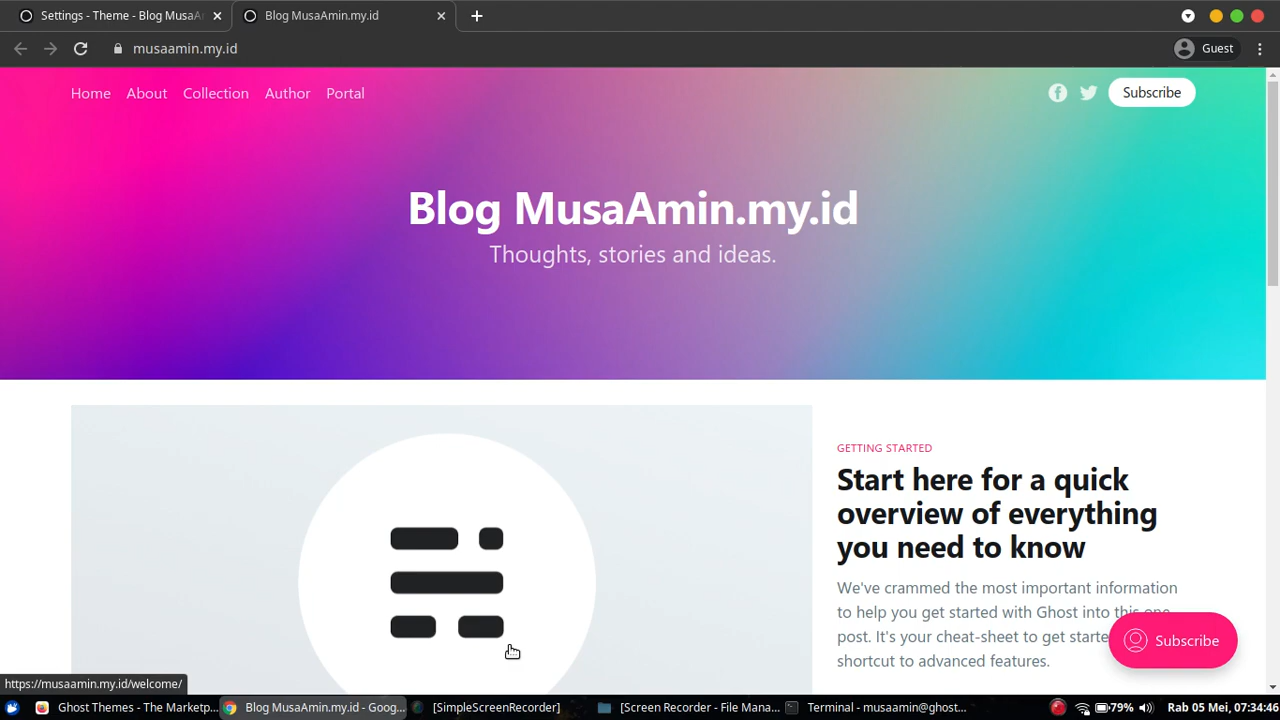 Settings - Theme - Blog MusaAm
Blog MusaAmin.my.id
musaamin.my.id
Guest
Home About Collection Author Portal
Subscribe
Blog MusaAmin.my.id
Thoughts, stories and ideas.
GETTING STARTED
Start here for a quick
overview of everything
you need to know
We've crammed the most important information
to help you get started with Ghost into this one
post. It's your cheat-sheet to get starte
shortcut to advanced features.
Subscribe
https://musaamin.my.id/welcome/
Ghost Themes - The Marketp...
Blog MusaAmin.my.id - Goog...
[SimpleScreenRecorder]
[Screen Recorder - File Mana...
Terminal - musaamin@ghost...
79%
Rab 05 Mei, 07:34:46